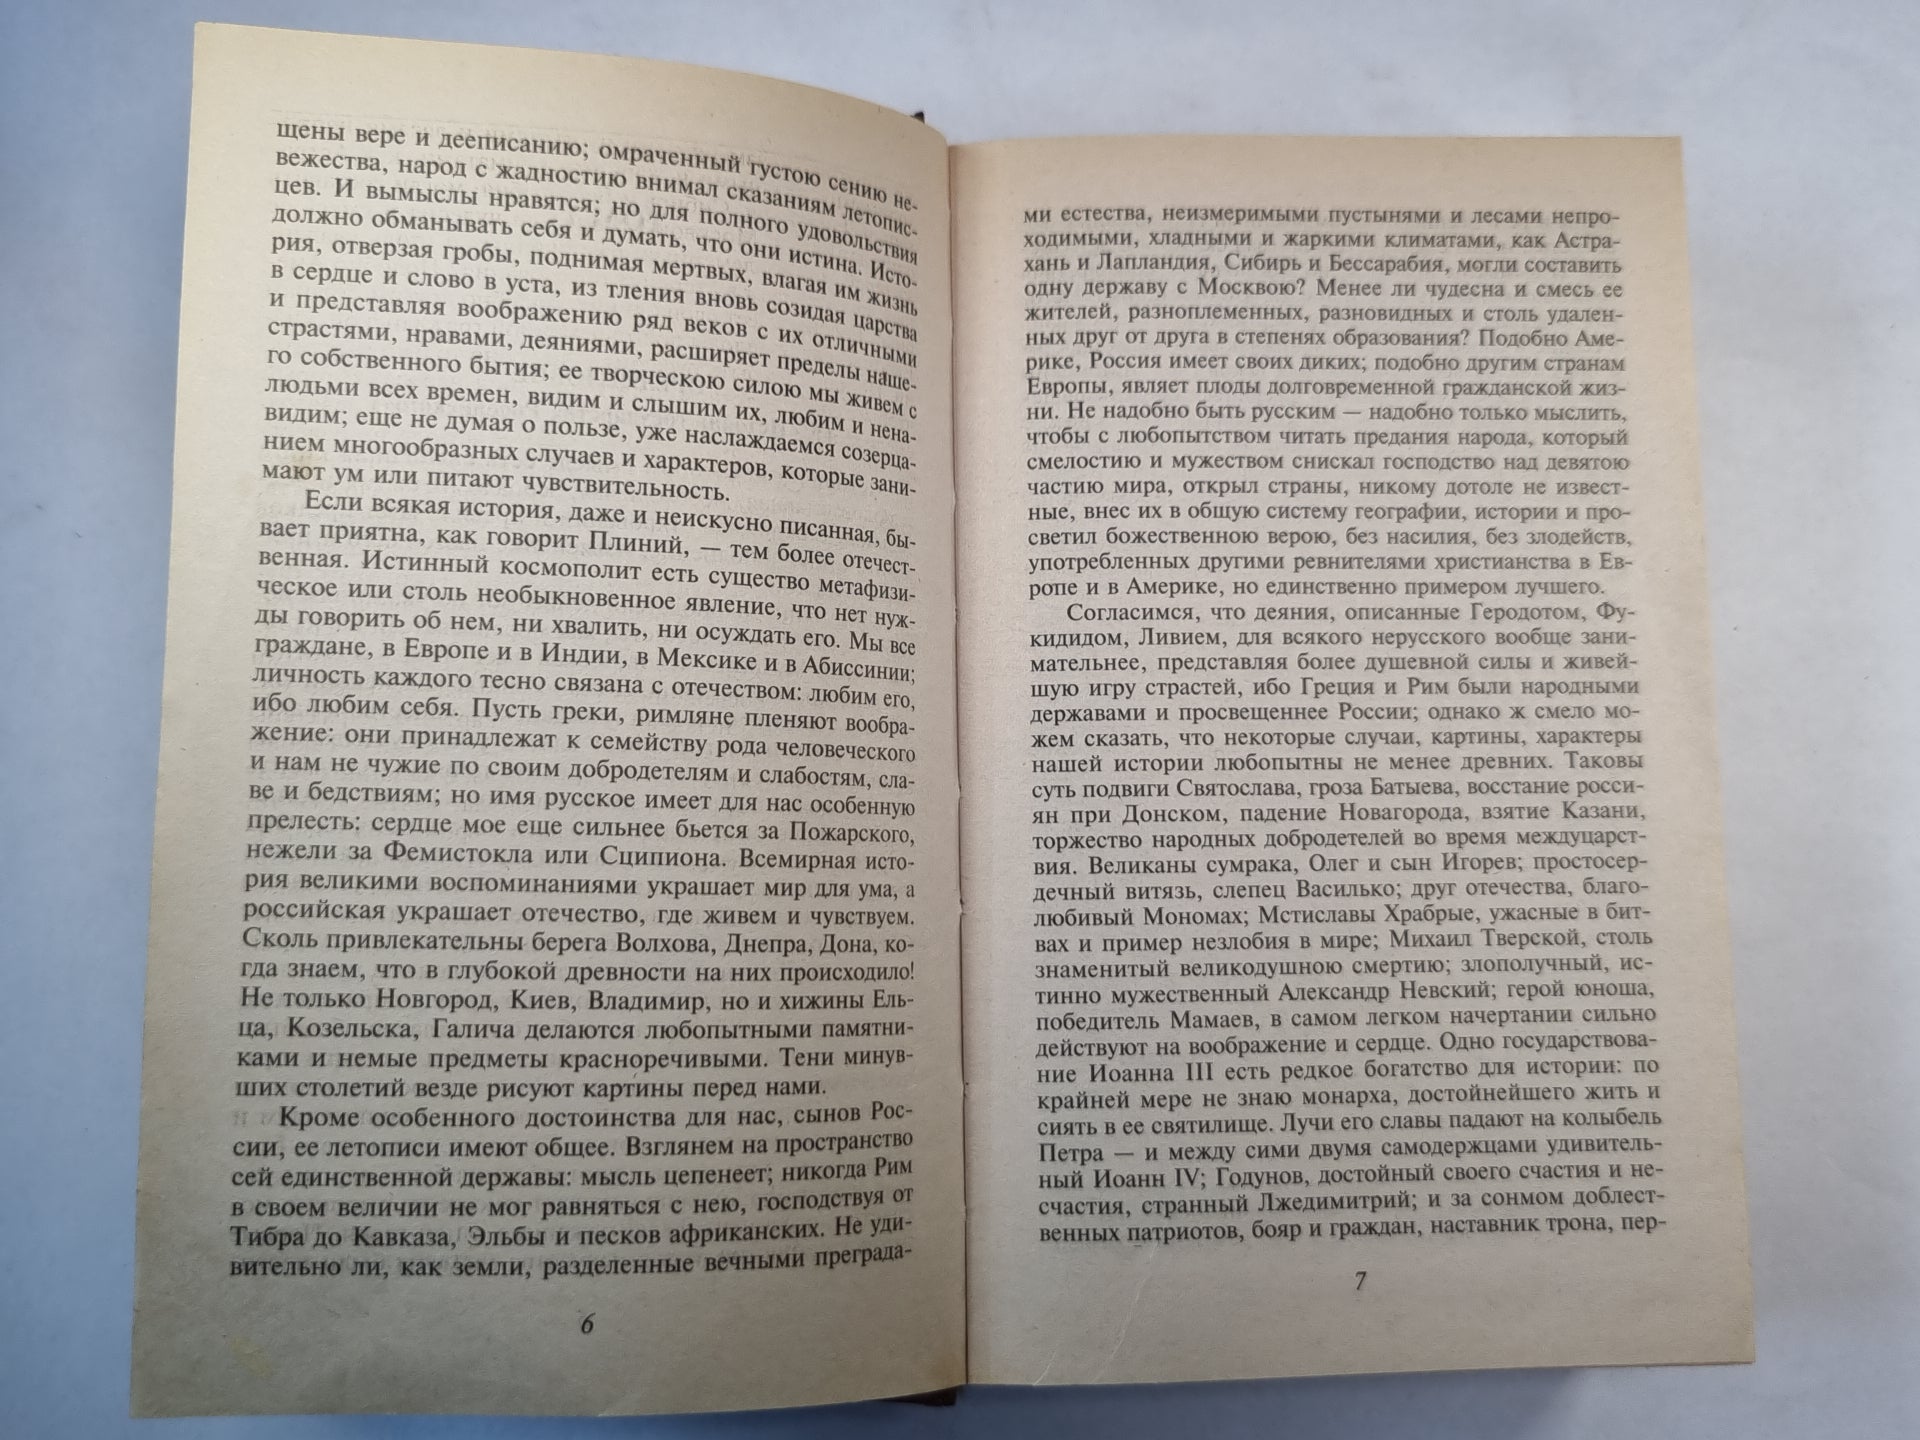 щены вере и дееписанию; омраченный густою сению не-
вежества, народ с жадностию внимал сказаниям летопис-
цев. И вымыслы нравятся; но для полного удовольствия
должно обманывать себя и думать, что они истина. Исто-
рия, отверзая гробы, поднимая мертвых, влагая им жизнь
в сердце и слово в уста, из тления вновь созидая царства
и представляя воображению ряд веков с их отличными
страстями, нравами, деяниями, расширяет пределы наше-
го собственного бытия; ее творческою силою мы живем с
людьми всех времен, видим и слышим их, любим и нена-
видим; еще не думая о пользе, уже наслаждаемся созерца-
нием многообразных случаев и характеров, которые зани-
мают ум или питают чувствительность.
Если всякая история, даже и неискусно писанная, бы-
вает приятна, как говорит Плиний, — тем более отечест-
венная. Истинный космополит есть существо метафизи-
ческое или столь необыкновенное явление, что нет нуж-
ды говорить об нем, ни хвалить, ни осуждать его. Мы все
граждане, в Европе и в Индии, в Мексике и в Абиссинии;
личность каждого тесно связана с отечеством: любим его,
ибо любим себя. Пусть греки, римляне пленяют вообра-
жение: они принадлежат к семейству рода человеческого
и нам не чужие по своим добродетелям и слабостям, сла-
ве и бедствиям; но имя русское имеет для нас особенную
прелесть: сердце мое еще сильнее бьется за Пожарского,
нежели за Фемистокла или Сципиона. Всемирная исто-
рия великими воспоминаниями украшает мир для ума, а
российская украшает отечество, где живем и чувствуем.
Сколь привлекательны берега Волхова, Днепра, Дона, ко-
гда знаем, что в глубокой древности на них происходило!
Не только Новгород, Киев, Владимир, но и хижины Ель-
ца, Козельска, Галича делаются любопытными памятни-
ками и немые предметы красноречивыми. Тени минув-
ших столетий везде рисуют картины перед нами.
Кроме особенного достоинства для нас, сынов Рос-
сии, ее летописи имеют общее. Взглянем на пространство
сей единственной державы: мысль цепенеет; никогда Рим
в своем величии не мог равняться с нею, господствуя от
Тибра до Кавказа, Эльбы и песков африканских. Не уди-
вительно ли, как земли, разделенные вечными преграда-
6
ми естества, неизмеримыми пустынями и лесами непро-
ходимыми, хладными и жаркими климатами, как Астра-
хань и Лапландия, Сибирь и Бессарабия, могли составить
одну державу с Москвою? Менее ли чудесна и смесь ее
жителей, разноплеменных, разновидных и столь удален-
ных друг от друга в степенях образования? Подобно Аме-
рике, Россия имеет своих диких; подобно другим странам
Европы, являет плоды долговременной гражданской жиз-
ни. Не надобно быть русским — надобно только мыслить,
чтобы с любопытством читать предания народа, который
смелостию и мужеством снискал господство над девятою
частию мира, открыл страны, никому дотоле не извест-
ные, внес их в общую систему географии, истории и про-
светил божественною верою, без насилия, без злодейств,
употребленных другими ревнителями христианства в Ев-
ропе и в Америке, но единственно примером лучшего.
Согласимся, что деяния, описанные Геродотом, Фу-
кидидом, Ливием, для всякого нерусского вообще зани-
мательнее, представляя более душевной силы и живей-
шую игру страстей, ибо Греция и Рим были народными
державами и просвещеннее России; однако ж смело мо-
жем сказать, что некоторые случаи, картины, характеры
нашей истории любопытны не менее древних. Таковы
суть подвиги Святослава, гроза Батыева, восстание росси-
ян при Донском, падение Новагорода, взятие Казани,
торжество народных добродетелей во время междуцарст-
вия. Великаны сумрака, Олег и сын Игорев; простосер-
дечный витязь, слепец Василько; друг отечества, благо-
любивый Мономах; Мстиславы Храбрые, ужасные в бит-
вах и пример незлобия в мире; Михаил Тверской, столь
знаменитый великодушною смертию; злополучный, ис-
тинно мужественный Александр Невский; герой юноша,
победитель Мамаев, в самом легком начертании сильно
действуют на воображение и сердце. Одно государствова-
ние Иоанна III есть редкое богатство для истории: по
крайней мере не знаю монарха, достойнейшего жить и
сиять в ее святилище. Лучи его славы падают на колыбель
Петра — и между сими двумя самодержцами удивитель-
ный Иоанн IV; Годунов, достойный своего счастия и не-
счастия, странный Лжедимитрий; и за сонмом доблест-
венных патриотов, бояр и граждан, наставник трона, пер-
7